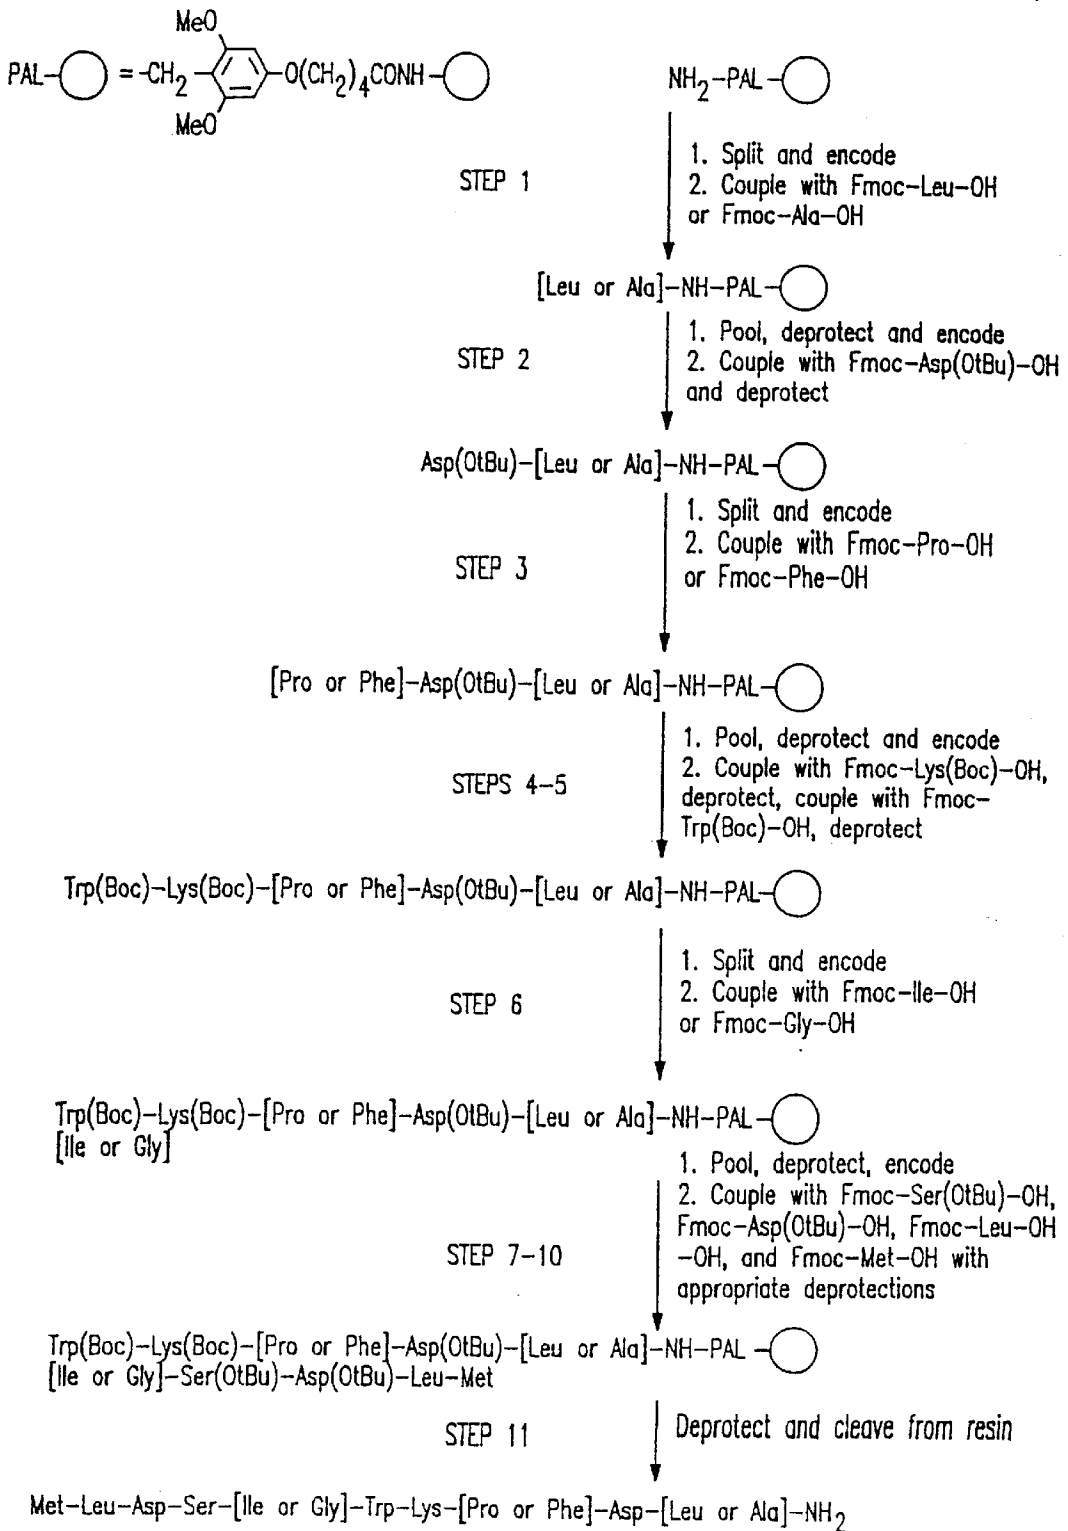 MeO
PAL- =-CH2 -O(CH2)4CONH-
MeO
NH2-PAL-
STEP 1
1. Split and encode
2. Couple with Fmoc-Leu-OH
or Fmoc-Ala-OH
[Leu or Ala]-NH-PAL-
STEP 2
1. Pool, deprotect and encode
2. Couple with Fmoc-Asp(OtBu)-OH
and deprotect
Asp(OtBu)-[Leu or Ala]-NH-PAL-
STEP 3
1. Split and encode
2. Couple with Fmoc-Pro-OH
or Fmoc-Phe-OH
[Pro or Phe]-Asp(OtBu)-[Leu or Ala]-NH-PAL-
STEPS 4-5
1. Pool, deprotect and encode
2. Couple with Fmoc-Lys(Boc)-OH,
deprotect, couple with Fmoc-
Trp(Boc)-OH, deprotect
Trp(Boc)-Lys(Boc)-[Pro or Phe]-Asp(OtBu)-[Leu or Ala]-NH-PAL-
STEP 6
1. Split and encode
2. Couple with Fmoc-Ile-OH
or Fmoc-Gly-OH
Trp(Boc)-Lys(Boc)-[Pro or Phe]-Asp(OtBu)-[Leu or Ala]-NH-PAL-
[Ile or Gly]
STEP 7-10
1. Pool, deprotect, encode
2. Couple with Fmoc-Ser(OtBu)-OH,
Fmoc-Asp(OtBu)-OH, Fmoc-Leu-OH
-OH, and Fmoc-Met-OH with
appropriate deprotections
Trp(Boc)-Lys(Boc)-[Pro or Phe]-Asp(OtBu)-[Leu or Ala]-NH-PAL-
[Ile or Gly]-Ser(OtBu)-Asp(OtBu)-Leu-Met
STEP 11
Deprotect and cleave from resin
Met-Leu-Asp-Ser-[Ile or Gly]-Trp-Lys-[Pro or Phe]-Asp-[Leu or Ala]-NH2